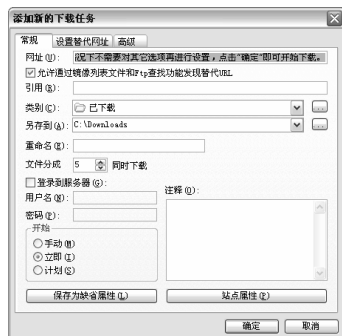 添加新的下载任务
常规 设置替代网址 高级
网址(U): 况下不需要对其它选项再进行设置，点击"确定"即可开始下载。
允许通过镜像列表文件和Ftp查找功能发现替代URL
引用(R):
类别(C): 已下载 ...
另存到(A): C:\Downloads ...
重命名(E):
文件分成 5 同时下载
登录到服务器(G):
注释(O):
用户名(N):
密码(P):
开始
手动(M)
立即(I)
计划(S)
保存为缺省属性(L) 站点属性(P)
确定 取消